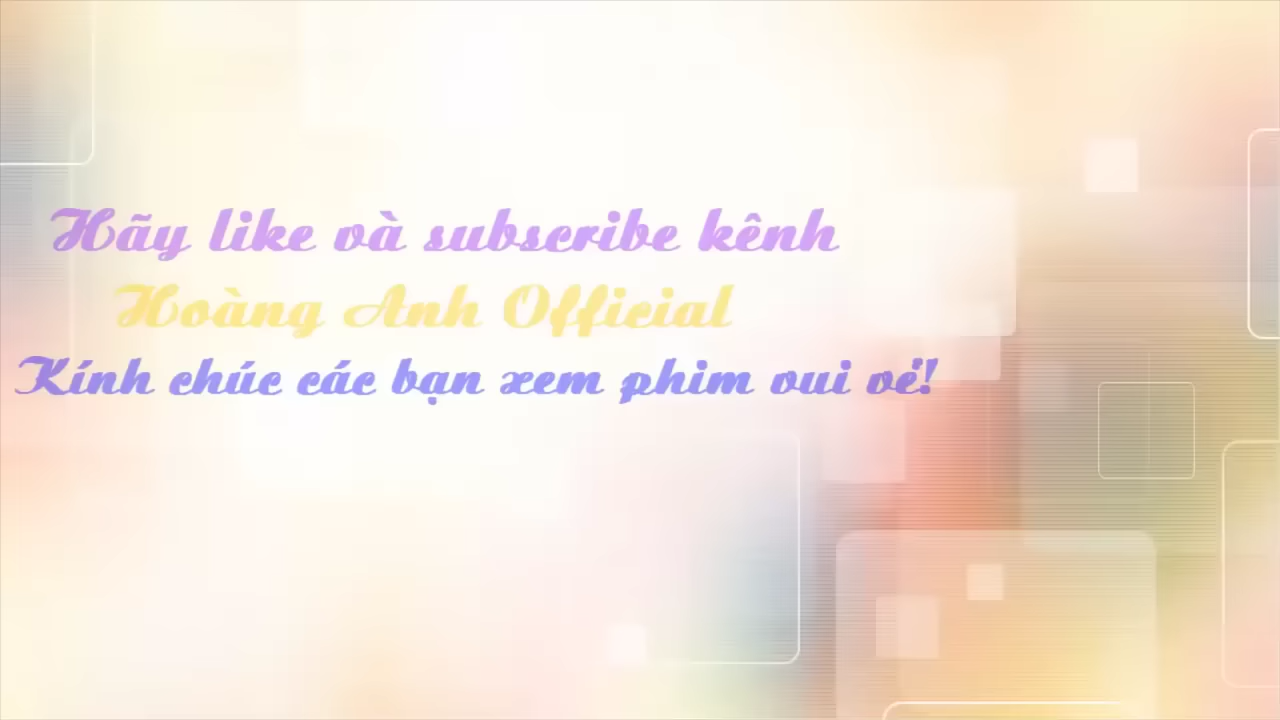 Hãy like và subscribe kênh
Hoàng Anh Official
Kính chúc các bạn xem phim vui vẻ!